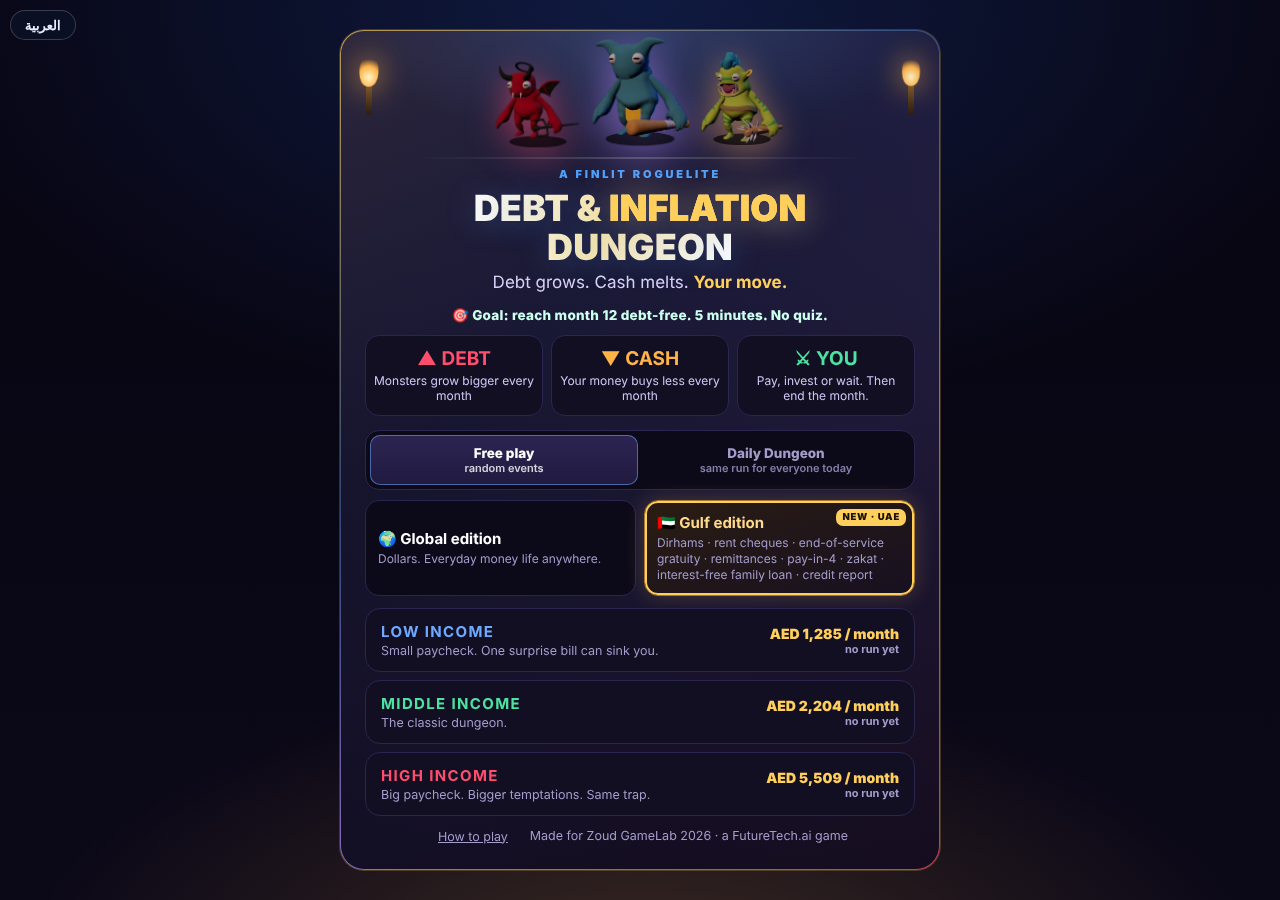 العربية
A FINLIT ROGUELITE
DEBT & INFLATION
DUNGEON
Debt grows. Cash melts. Your move.
🎯 Goal: reach month 12 debt-free. 5 minutes. No quiz.
▲ DEBT
Monsters grow bigger every
month
▼ CASH
Your money buys less every
month
⚔ YOU
Pay, invest or wait. Then
end the month.
Free play
random events
Daily Dungeon
same run for everyone today
🌍 Global edition
Dollars. Everyday money life anywhere.
NEW · UAE
🇦🇪 Gulf edition
Dirhams · rent cheques · end-of-service
gratuity · remittances · pay-in-4 · zakat ·
interest-free family loan · credit report
LOW INCOME
Small paycheck. One surprise bill can sink you.
AED 1,285 / month
no run yet
MIDDLE INCOME
The classic dungeon.
AED 2,204 / month
no run yet
HIGH INCOME
Big paycheck. Bigger temptations. Same trap.
AED 5,509 / month
no run yet
How to play
Made for Zoud GameLab 2026 · a FutureTech.ai game